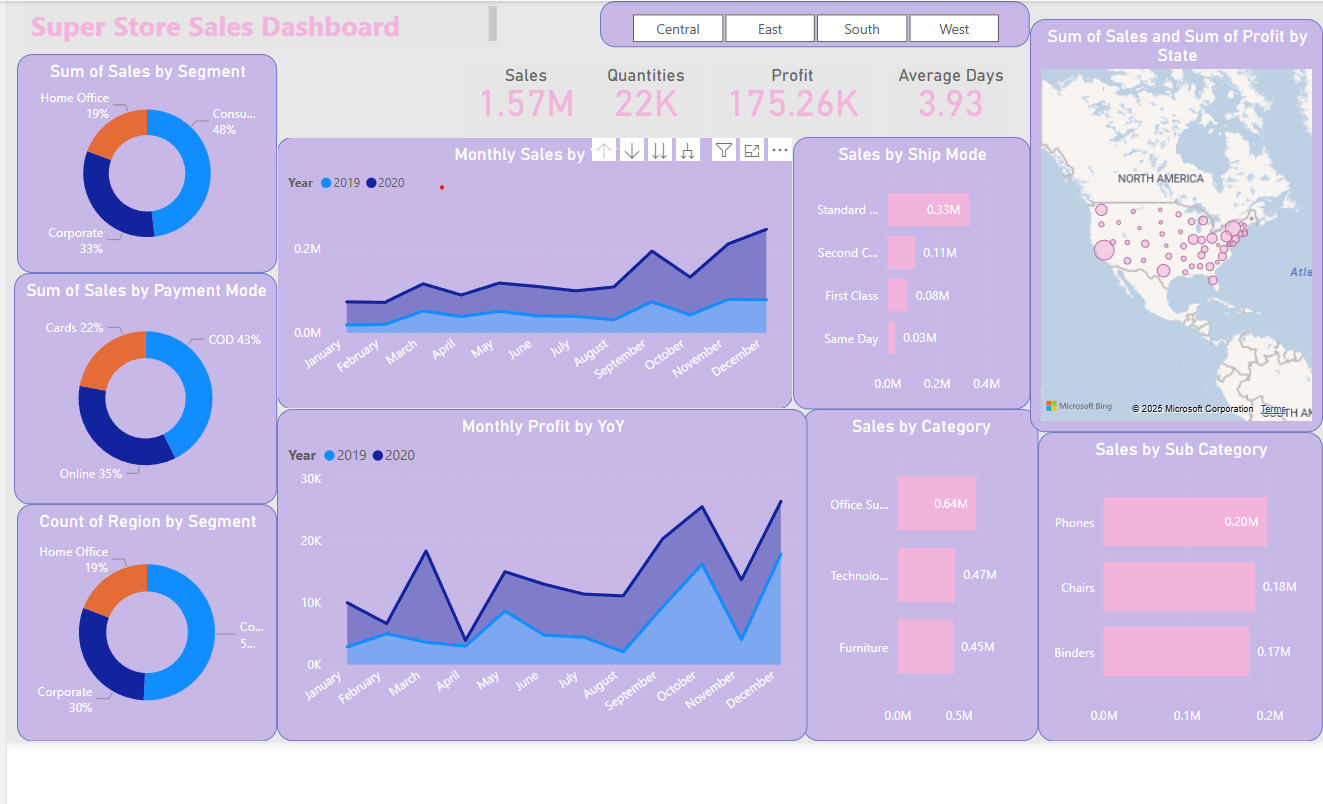 Super Store Sales Dashboard
Central
East
South
West
Sum of Sales by Segment
Home Office
19%
Consu...
48%
Corporate
33%
Sales
1.57M
Quantities
22K
Profit
175.26K
Average Days
3.93
Sum of Sales and Sum of Profit by
State
NORTH AMERICA
Atla
Microsoft Bing
© 2025 Microsoft Corporation
Terms
SOUTH AM
Monthly Sales by
Year
2019
2020
0.2M
0.0M
January
February
March
April
May
June
July
August
September
October
November
December
Sales by Ship Mode
Standard ...
0.33M
Second C...
0.11M
First Class
0.08M
Same Day
0.03M
0.0M
0.2M
0.4M
Sum of Sales by Payment Mode
Cards 22%
COD 43%
Online 35%
Monthly Profit by YoY
Year
2019
2020
30K
20K
10K
0K
January
February
March
April
May
June
July
August
September
October
November
December
Sales by Category
Office Su...
0.64M
Technolo...
0.47M
Furniture
0.45M
0.0M
0.5M
Sales by Sub Category
Phones
0.20M
Chairs
0.18M
Binders
0.17M
0.0M
0.1M
0.2M
Count of Region by Segment
Home Office
19%
Co...
5...
Corporate
30%